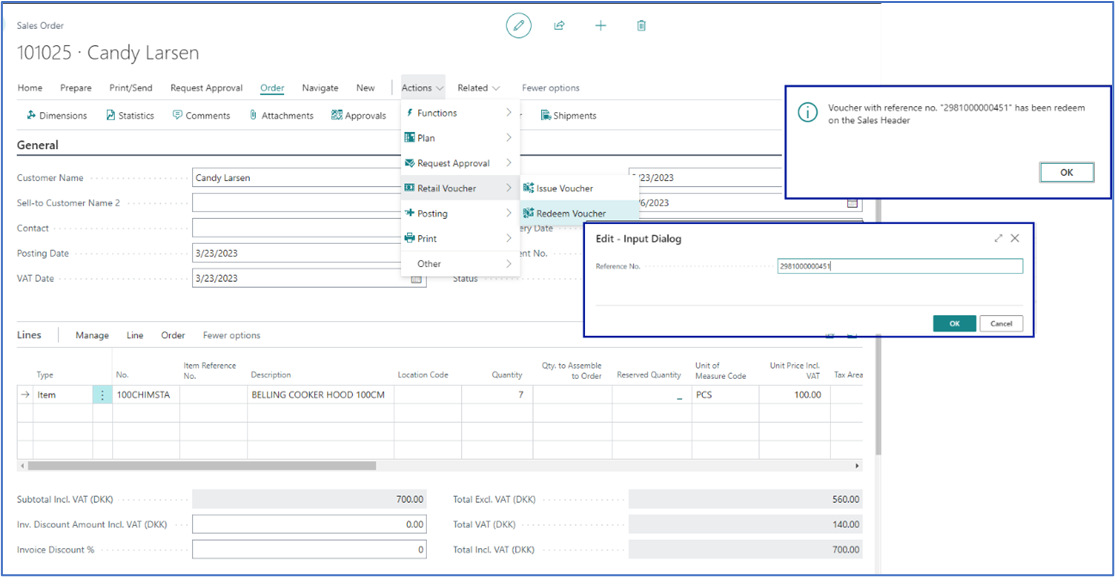 Sales Order
101025 · Candy Larsen
Home Prepare Print/Send Request Approval Order Navigate New Actions Related Fewer options
Dimensions Statistics Comments Attachments Approvals Shipments
Functions
Plan
Request Approval
Retail Voucher
Posting
Print
Other
Issue Voucher
Redeem Voucher
General
Customer Name Candy Larsen /23/2023
Sell-to Customer Name 2 /6/2023
Contact ery Date
Posting Date 3/23/2023 ent No.
VAT Date 3/23/2023 Status
Voucher with reference no. "2981000000451" has been redeem
on the Sales Header
OK
Edit - Input Dialog
Reference No. 2981000000451
OK Cancel
Lines Manage Line Order Fewer options
Type No. Item Reference No. Description Location Code Quantity Qty. to Assemble to Order Reserved Quantity Unit of Measure Code Unit Price Incl. VAT Tax Area
Item 100CHIMSTA BELLING COOKER HOOD 100CM 7 _ PCS 100.00
Subtotal Incl. VAT (DKK) 700.00 Total Excl. VAT (DKK) 560.00
Inv. Discount Amount Incl. VAT (DKK) 0.00 Total VAT (DKK) 140.00
Invoice Discount % 0 Total Incl. VAT (DKK) 700.00